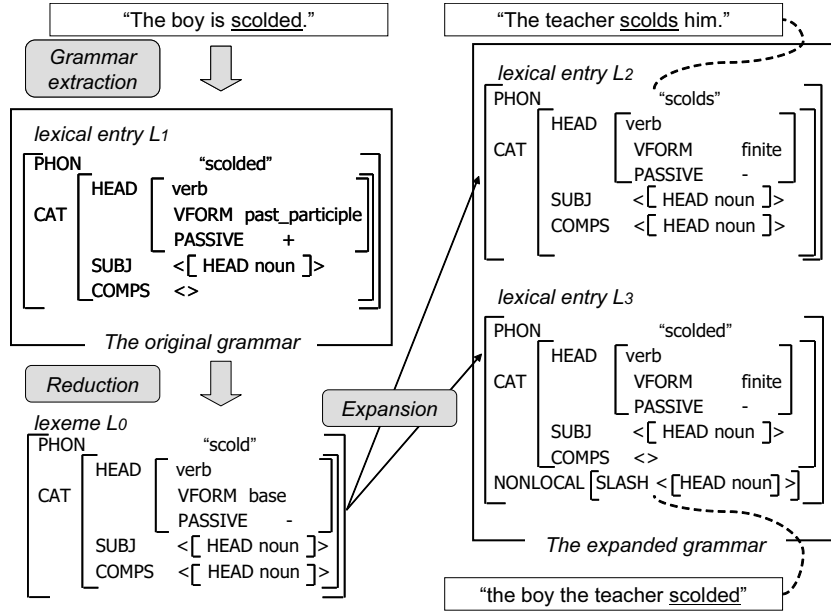 “The boy is scolded.”
Grammar
extraction
lexical entry L1
PHON “scolded”
HEAD verb
CAT VFORM past_participle
PASSIVE +
SUBJ <[ HEAD noun ]>
COMPS <>
The original grammar
Reduction
lexeme L0
PHON “scold”
HEAD verb
CAT VFORM base
PASSIVE -
SUBJ <[ HEAD noun ]>
COMPS <[ HEAD noun ]>
Expansion
“The teacher scolds him.”
lexical entry L2
PHON “scolds”
HEAD verb
CAT VFORM finite
PASSIVE -
SUBJ <[ HEAD noun ]>
COMPS <[ HEAD noun ]>
lexical entry L3
PHON “scolded”
HEAD verb
CAT VFORM finite
PASSIVE -
SUBJ <[ HEAD noun ]>
COMPS <>
NONLOCAL [SLASH <[HEAD noun]>]
The expanded grammar
“the boy the teacher scolded”